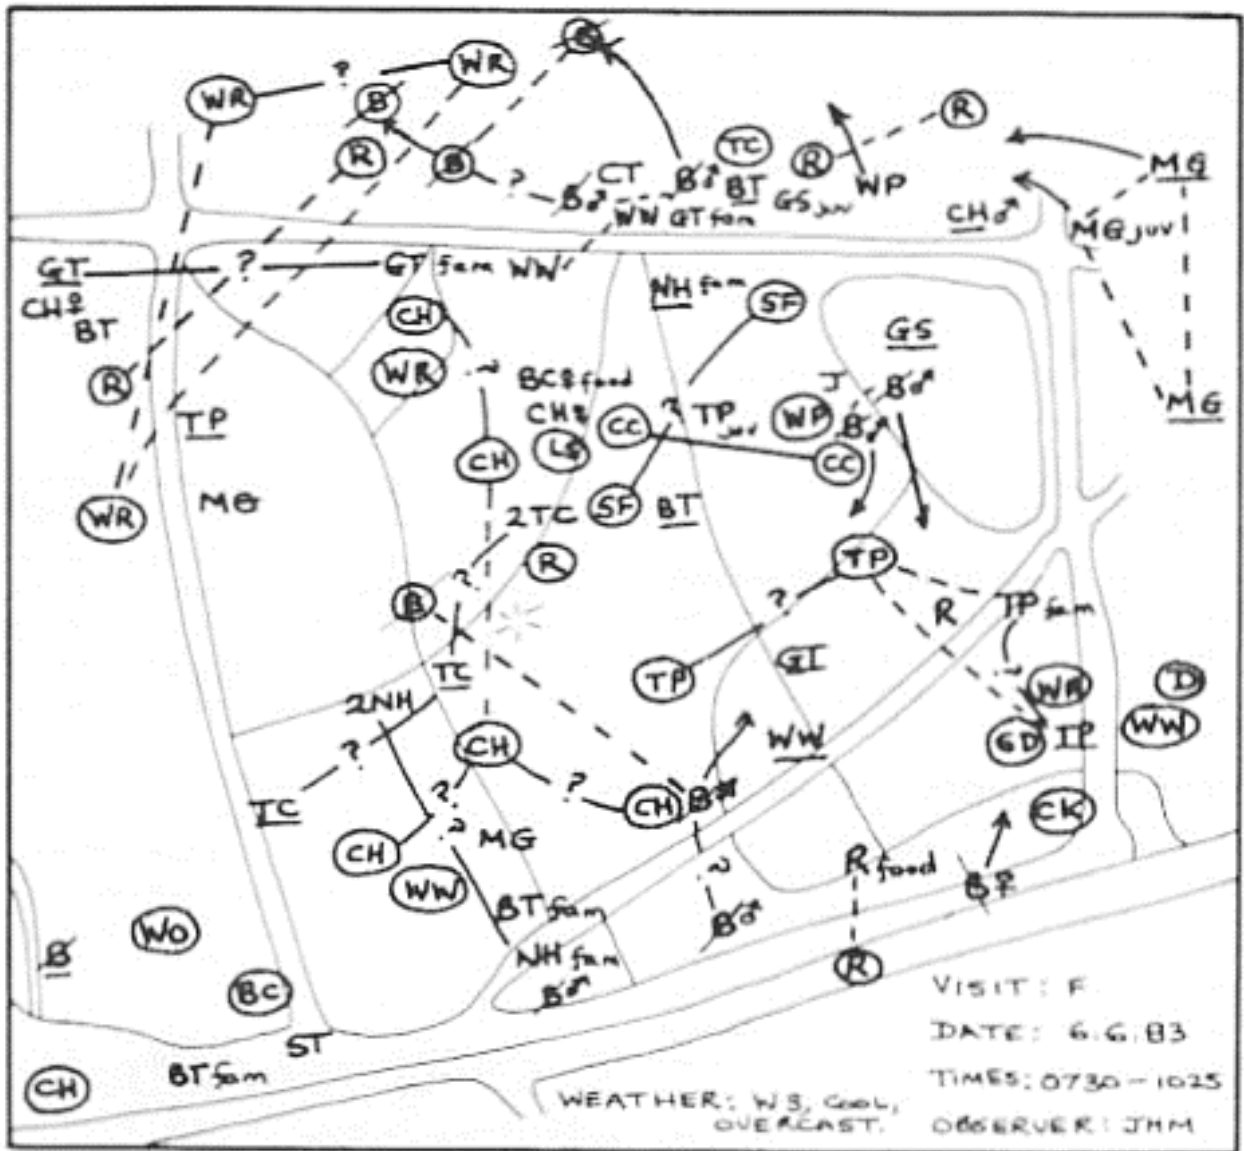 WR
?
WR
B
B
R
B
?
B♂
CT
B♂
TC
BT
GS juv
R
R
WP
MG
WW GT fam
CH♂
MG juv
GT
?
GT fam WW
CH♀
BT
NH fam
SF
CH
WR
?
GS
R
BC♀ food
J
B♂
CH♀
TP
CC
?
TP juv
WP
B♂
MG
CH
CC
WR
MG
2TC
SF
BT
R
TP
?
B
?
R
TP fam
TC
TP
GT
?
2NH
WR
D
CH
WW
GD
TP
WW
?
?
?
TC
CH
B
CK
CH
?
MG
R food
WW
?
B♀
BT fam
B♂
WO
NH fam
B
R
BC
B♂
VISIT: F
ST
DATE: 6.6.83
BT fam
TIMES: 0730-1025
CH
WEATHER: W3, COOL,
OVERCAST.
OBSERVER: JHM